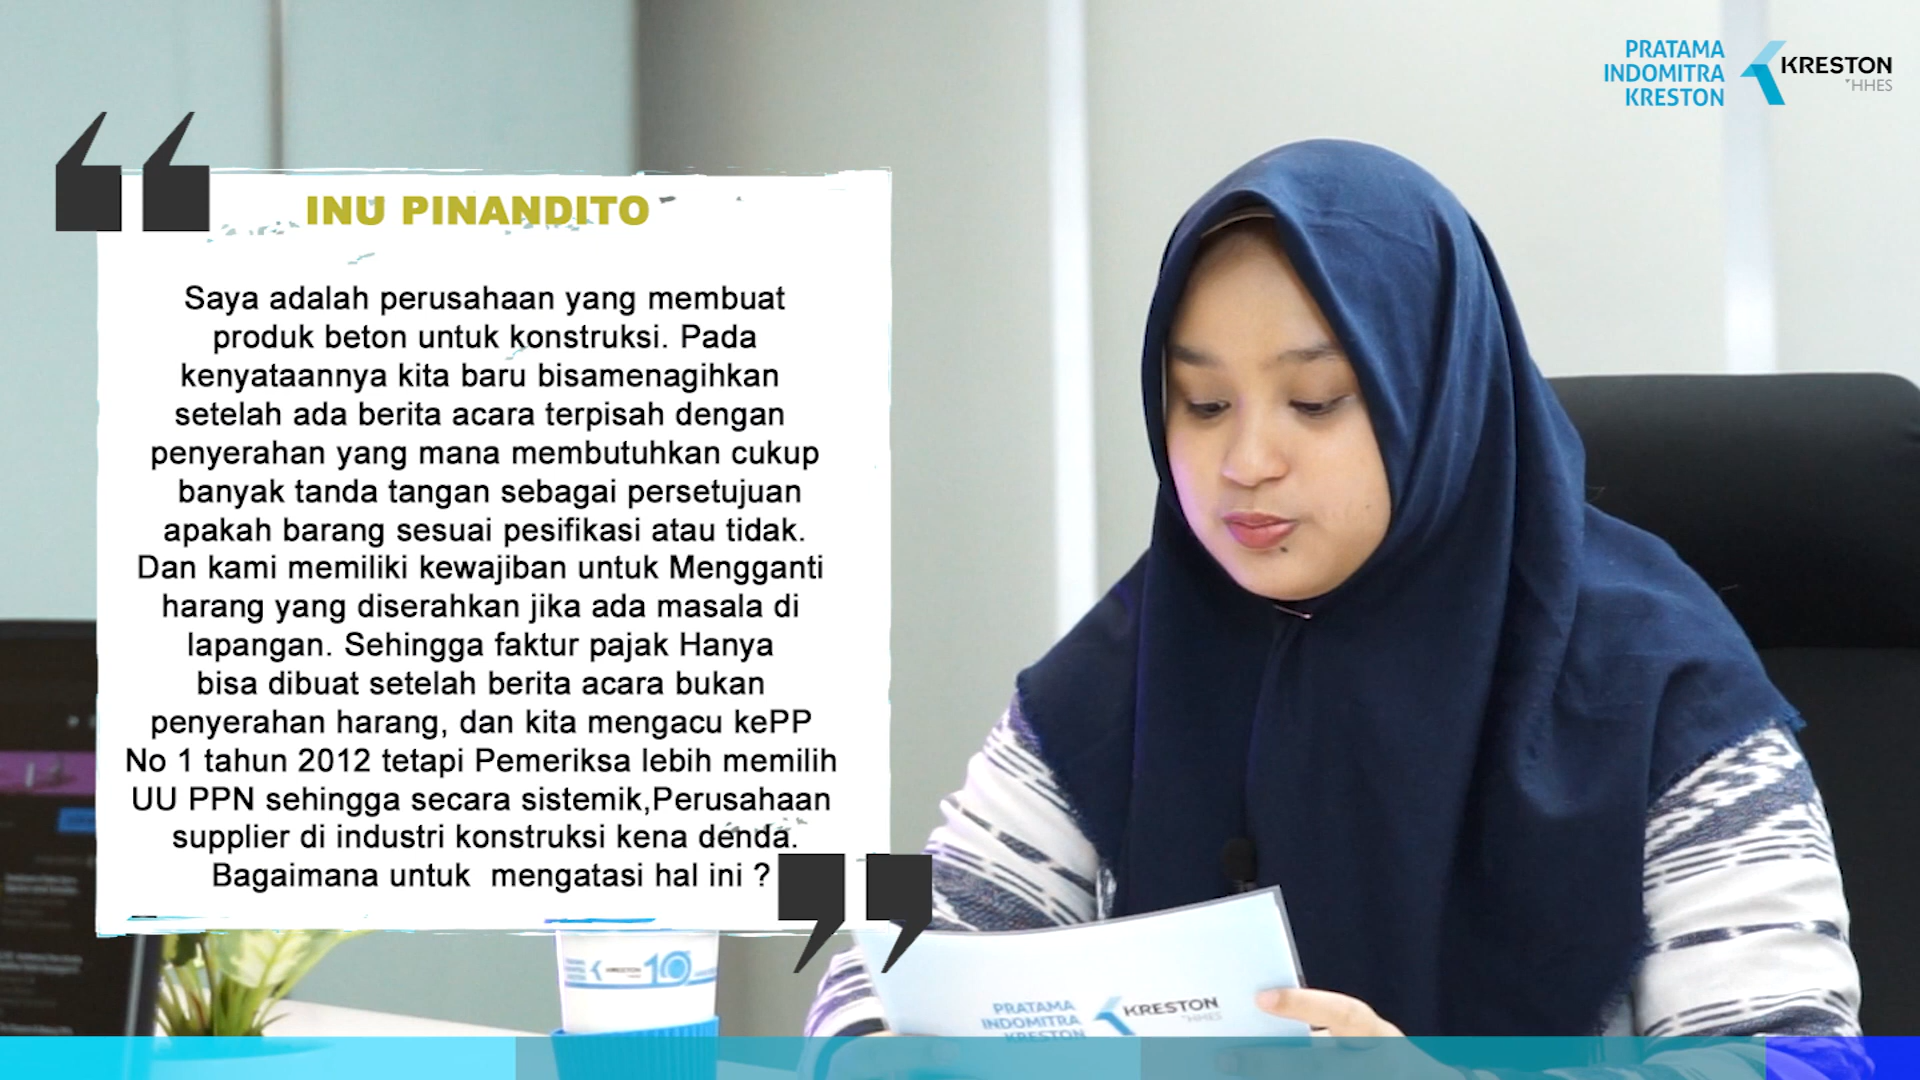 PRATAMA
INDOMITRA
KRESTON
KRESTON
HHES
INU PINANDITO
Saya adalah perusahaan yang membuat
produk beton untuk konstruksi. Pada
kenyataannya kita baru bisamenagihkan
setelah ada berita acara terpisah dengan
penyerahan yang mana membutuhkan cukup
banyak tanda tangan sebagai persetujuan
apakah barang sesuai pesifikasi atau tidak.
Dan kami memiliki kewajiban untuk Mengganti
harang yang diserahkan jika ada masala di
lapangan. Sehingga faktur pajak Hanya
bisa dibuat setelah berita acara bukan
penyerahan harang, dan kita mengacu kePP
No 1 tahun 2012 tetapi Pemeriksa lebih memilih
UU PPN sehingga secara sistemik,Perusahaan
supplier di industri konstruksi kena denda.
Bagaimana untuk  mengatasi hal ini ?
KRESTON
10
PRATAMA
INDOMITRA
KRESTON
KRESTON
HHES